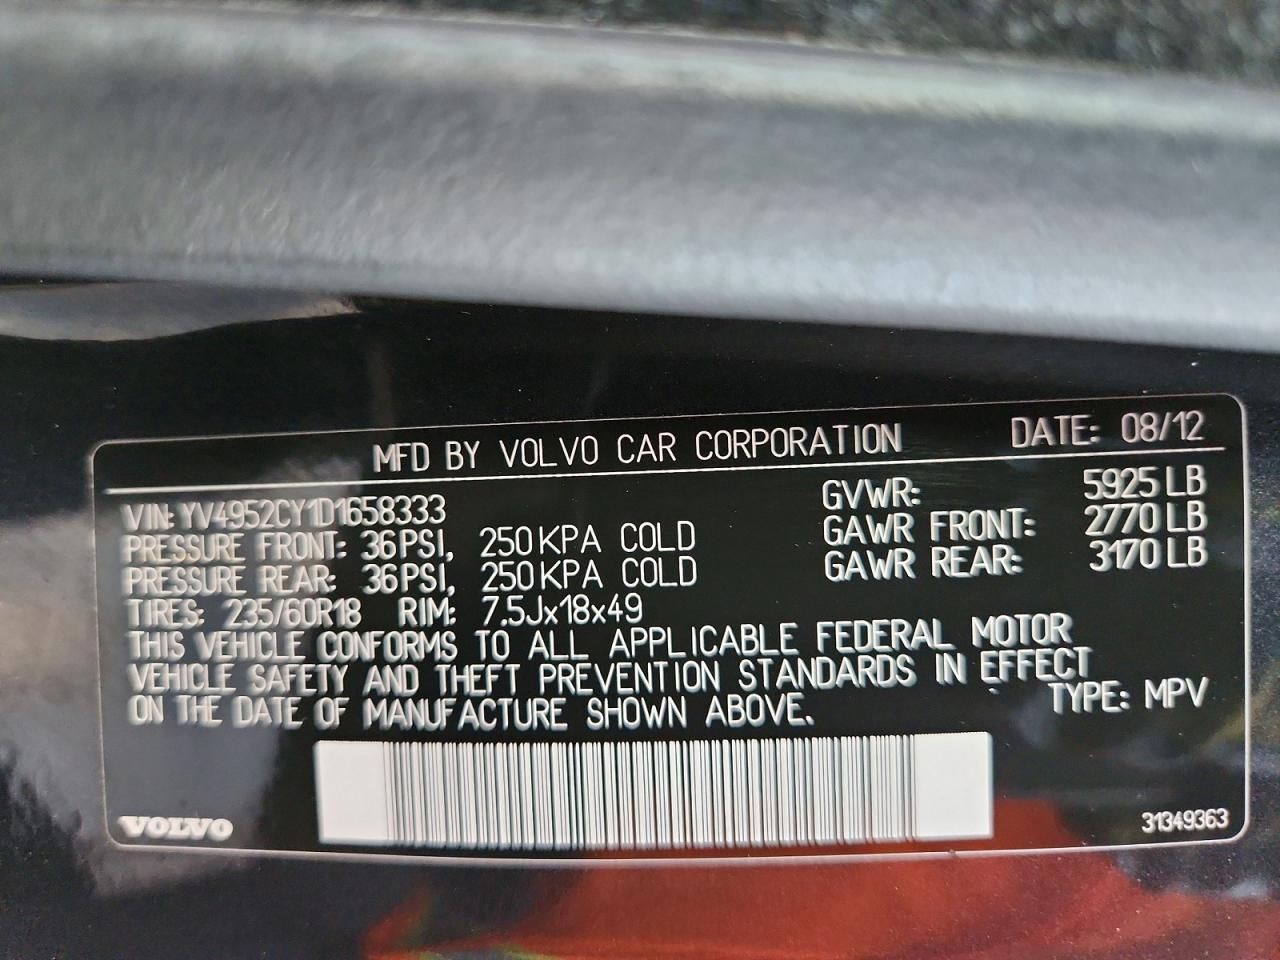 MFD BY VOLVO CAR CORPORATION DATE: 08/12
VIN: YV4952CY1D1658333 GVWR: 5925 LB
PRESSURE FRONT: 36 PSI, 250 KPA COLD GAWR FRONT: 2770 LB
PRESSURE REAR: 36 PSI, 250 KPA COLD GAWR REAR: 3170 LB
TIRES: 235/60R18 RIM: 7.5Jx18x49
THIS VEHICLE CONFORMS TO ALL APPLICABLE FEDERAL MOTOR
VEHICLE SAFETY AND THEFT PREVENTION STANDARDS IN EFFECT
ON THE DATE OF MANUFACTURE SHOWN ABOVE. TYPE: MPV
VOLVO 31349363